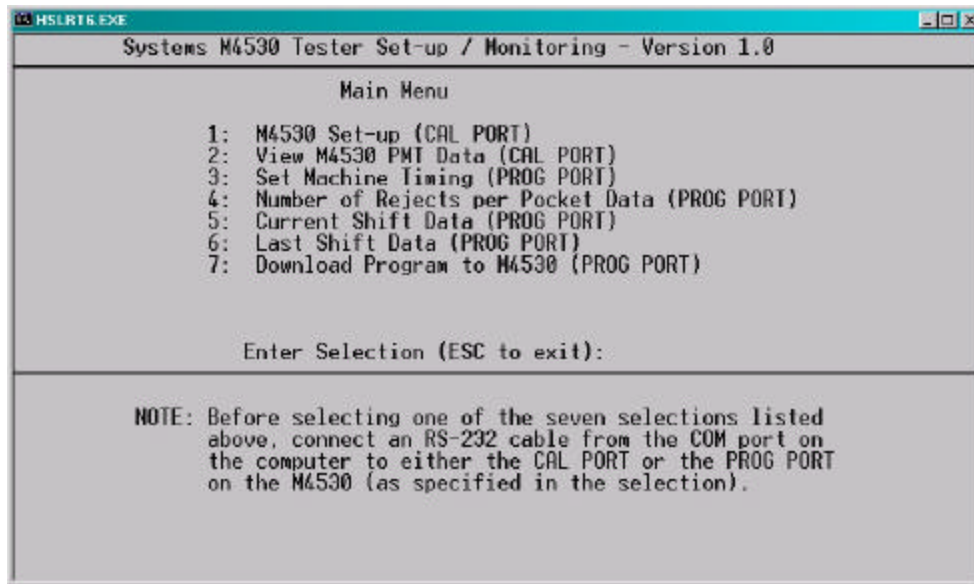 HSLRT6.EXE
Systems M4530 Tester Set-up / Monitoring - Version 1.0
Main Menu
1: M4530 Set-up (CAL PORT)
2: View M4530 PMT Data (CAL PORT)
3: Set Machine Timing (PROG PORT)
4: Number of Rejects per Pocket Data (PROG PORT)
5: Current Shift Data (PROG PORT)
6: Last Shift Data (PROG PORT)
7: Download Program to M4530 (PROG PORT)
Enter Selection (ESC to exit):
NOTE: Before selecting one of the seven selections listed
above, connect an RS-232 cable from the COM port on
the computer to either the CAL PORT or the PROG PORT
on the M4530 (as specified in the selection).